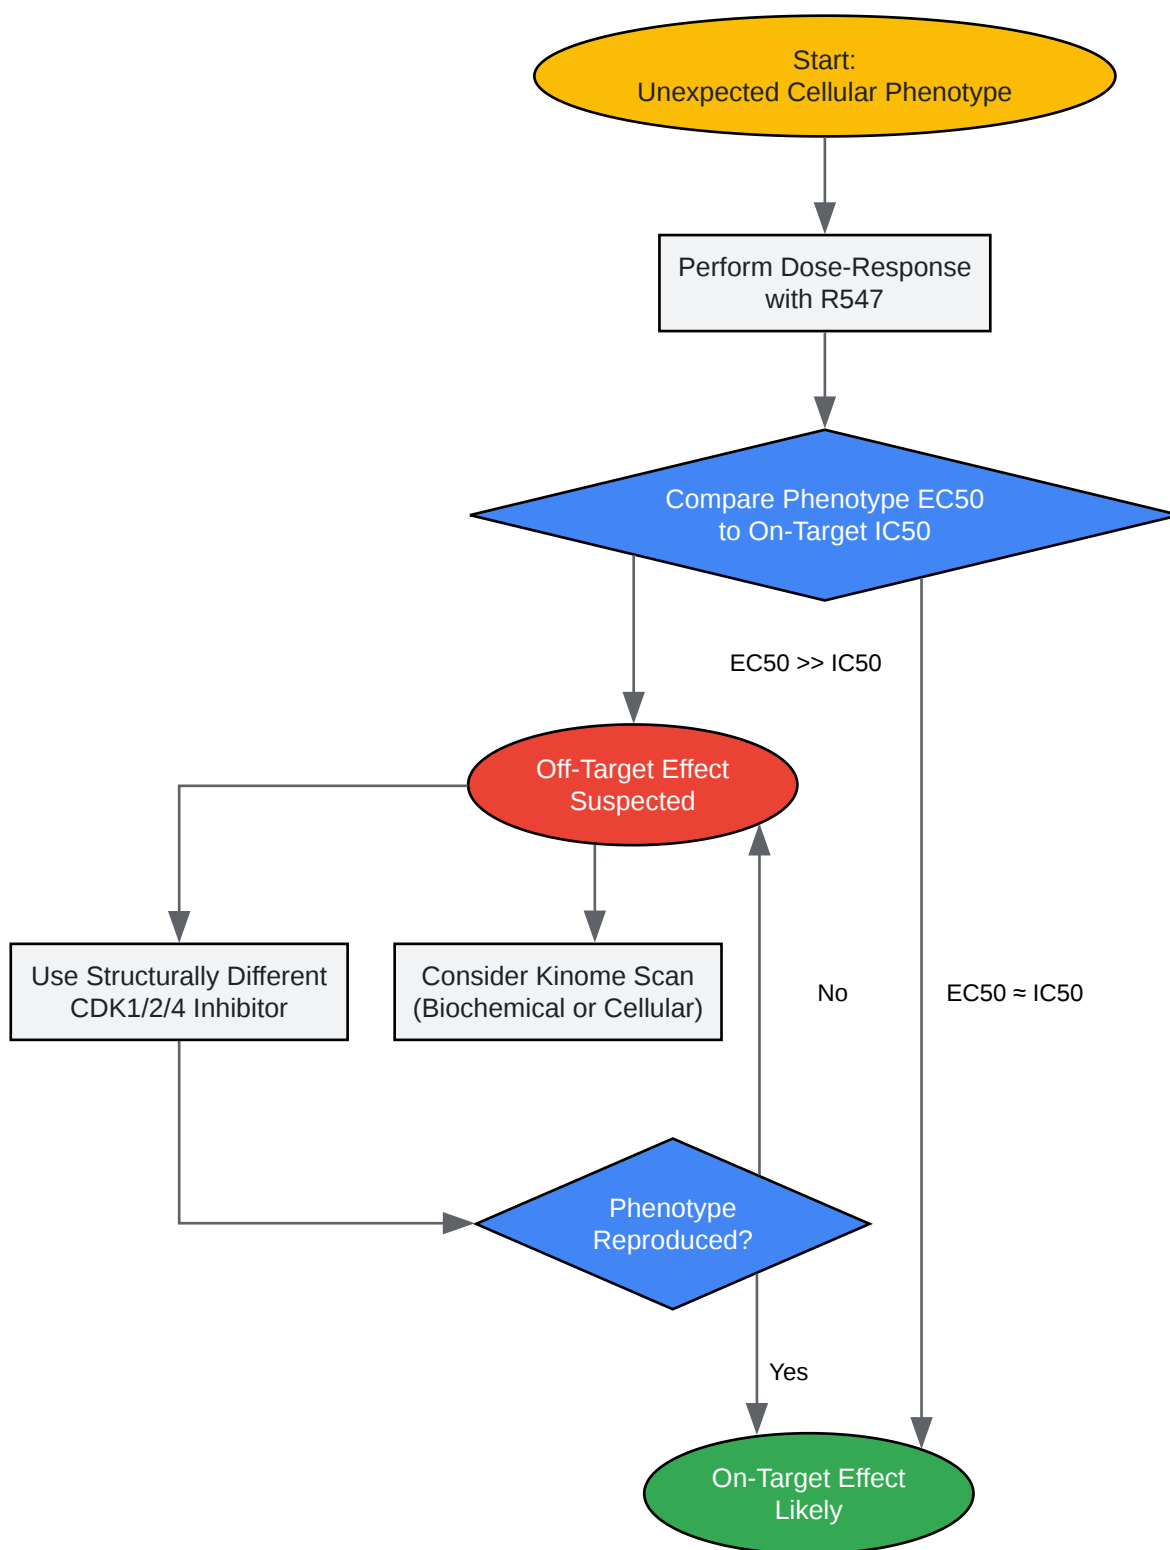 Start:
Unexpected Cellular Phenotype
Perform Dose-Response
with R547
Compare Phenotype EC50
to On-Target IC50
EC50 >> IC50
Off-Target Effect
Suspected
Use Structurally Different
CDK1/2/4 Inhibitor
Consider Kinome Scan
(Biochemical or Cellular)
No
EC50 ≈ IC50
Phenotype
Reproduced?
Yes
On-Target Effect
Likely